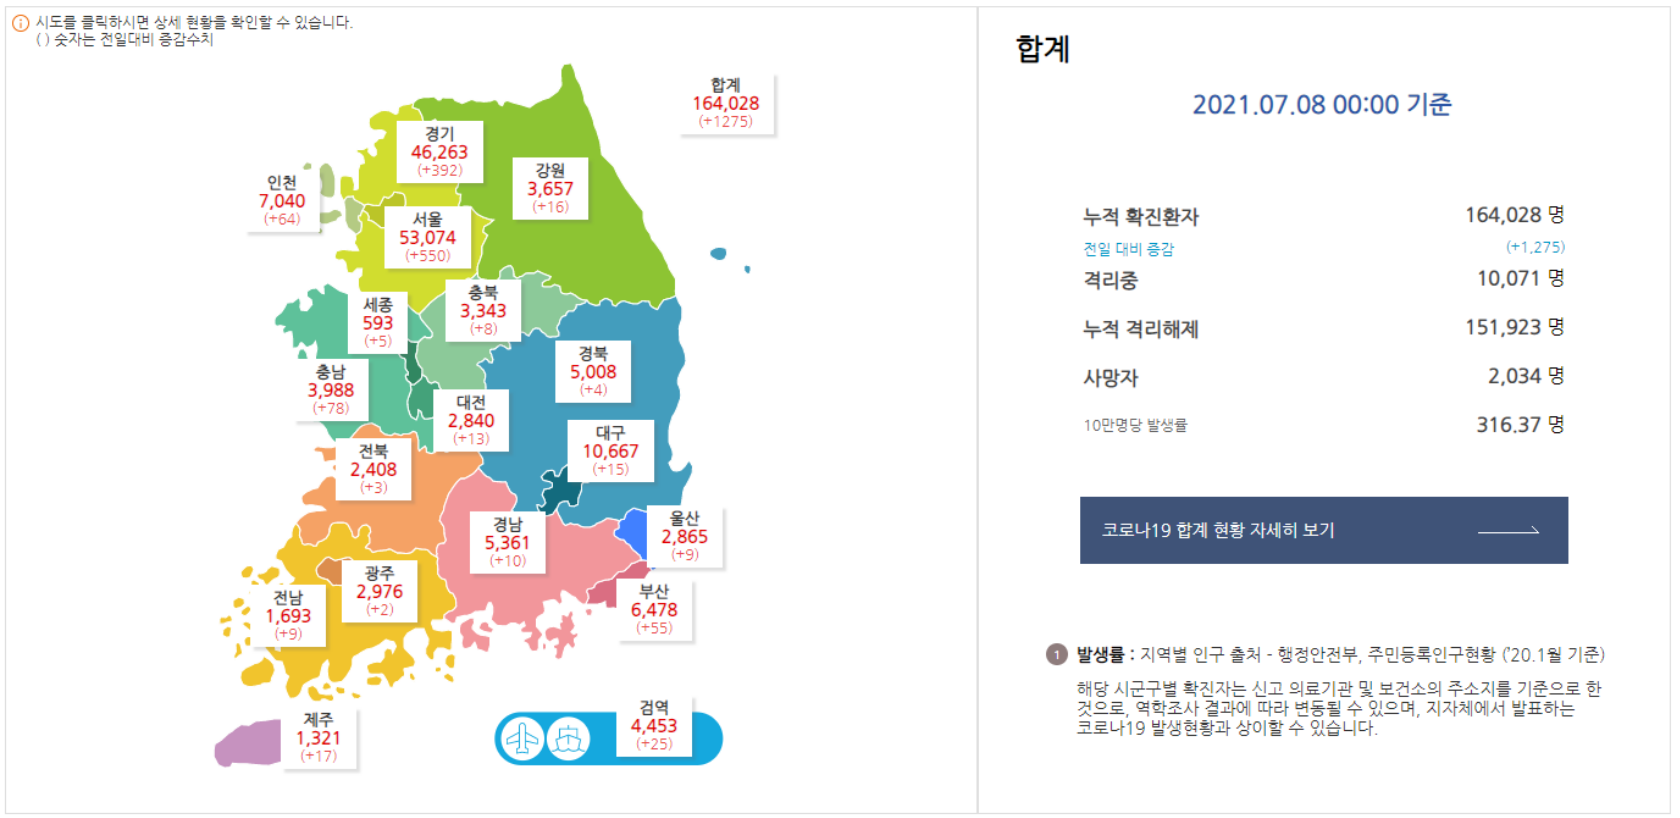 시도를 클릭하시면 상세 현황을 확인할 수 있습니다.
( ) 숫자는 전일대비 증감수치
합계
164,028
(+1275)
경기
46,263
(+392)
강원
3,657
(+16)
인천
7,040
(+64)
서울
53,074
(+550)
충북
3,343
(+8)
세종
593
(+5)
경북
5,008
(+4)
충남
3,988
(+78)
대전
2,840
(+13)
대구
10,667
(+15)
전북
2,408
(+3)
경남
5,361
(+10)
울산
2,865
(+9)
광주
2,976
(+2)
전남
1,693
(+9)
부산
6,478
(+55)
제주
1,321
(+17)
검역
4,453
(+25)
합계
2021.07.08 00:00 기준
누적 확진환자 164,028 명
전일 대비 증감 (+1,275)
격리중 10,071 명
누적 격리해제 151,923 명
사망자 2,034 명
10만명당 발생률 316.37 명
코로나19 합계 현황 자세히 보기
1 발생률 : 지역별 인구 출처 - 행정안전부, 주민등록인구현황 ('20.1월 기준)
해당 시군구별 확진자는 신고 의료기관 및 보건소의 주소지를 기준으로 한
것으로, 역학조사 결과에 따라 변동될 수 있으며, 지자체에서 발표하는
코로나19 발생현황과 상이할 수 있습니다.